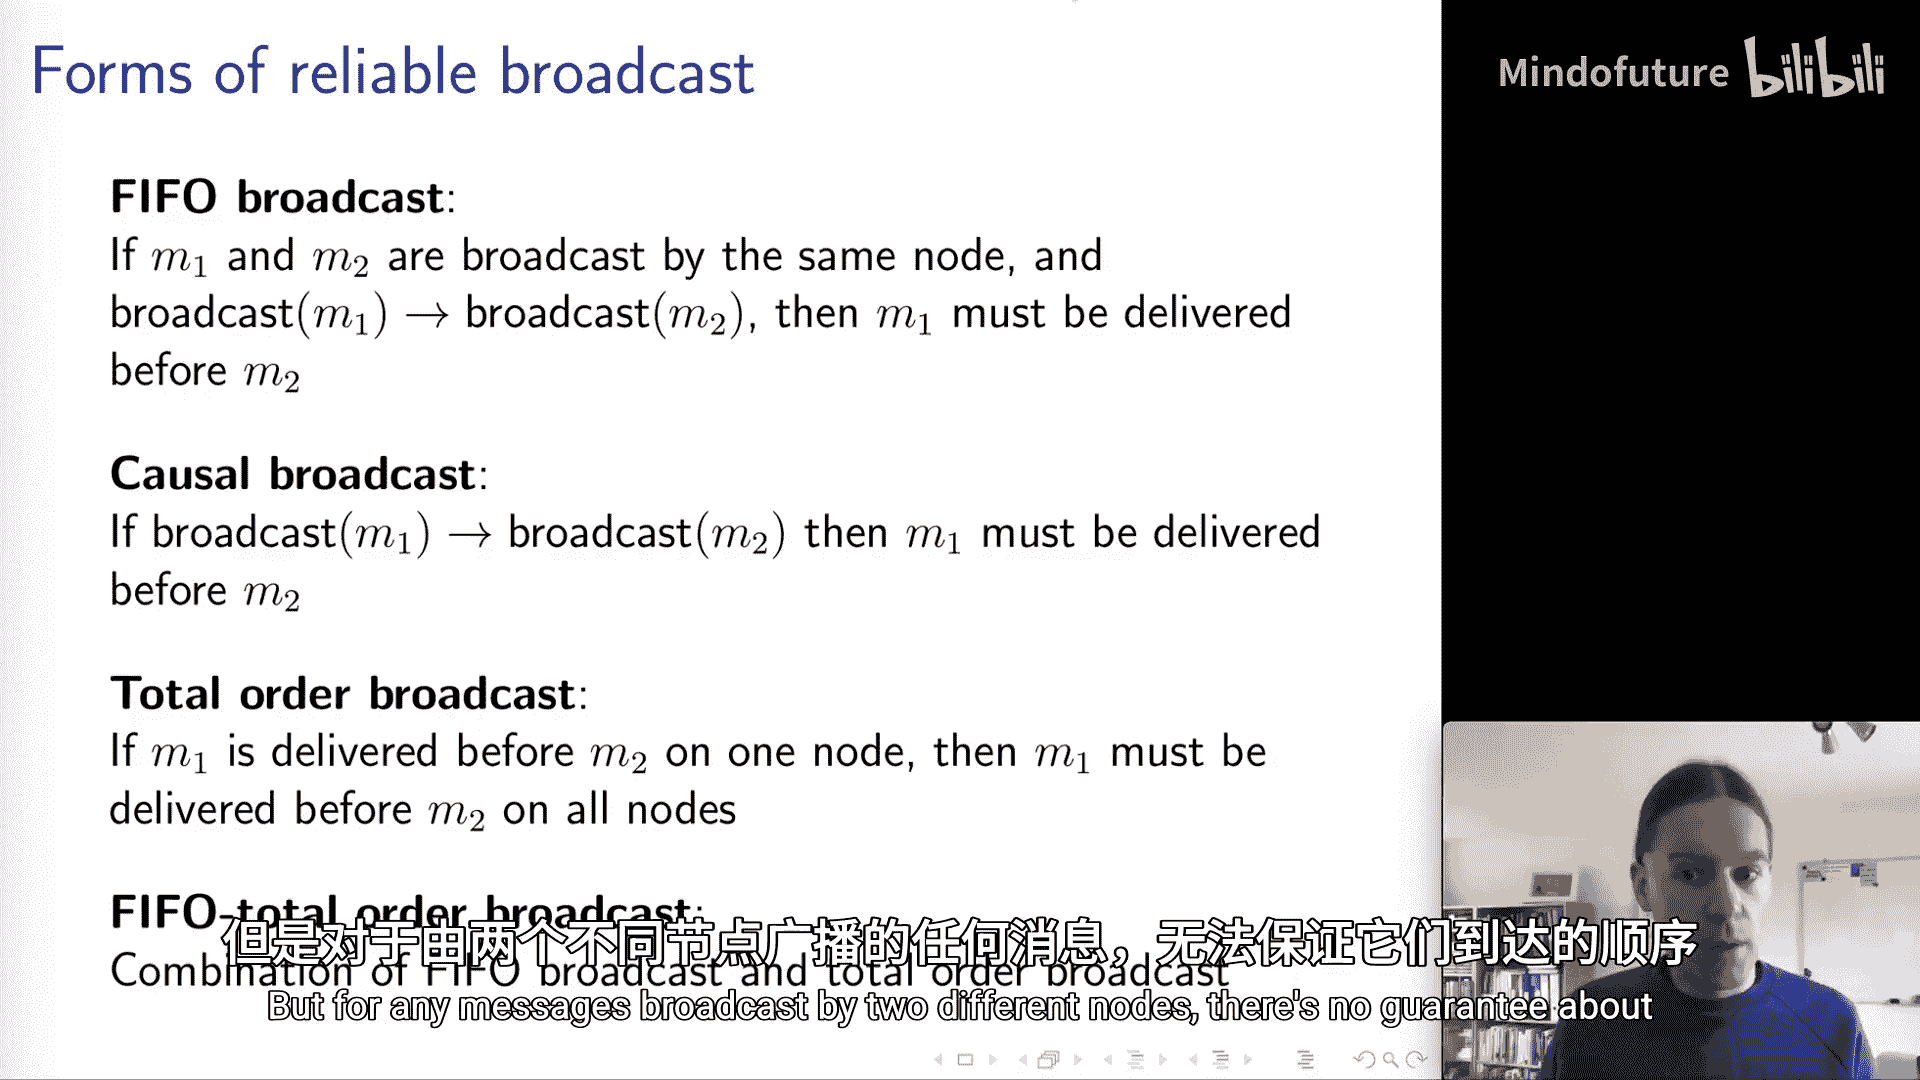 Forms of reliable broadcast
Mindofuture bilibili
FIFO broadcast:
If m₁ and m₂ are broadcast by the same node, and
broadcast(m₁) → broadcast(m₂), then m₁ must be delivered
before m₂
Causal broadcast:
If broadcast(m₁) → broadcast(m₂) then m₁ must be delivered
before m₂
Total order broadcast:
If m₁ is delivered before m₂ on one node, then m₁ must be
delivered before m₂ on all nodes
FIFO-total order broadcast:
但是对于由两个不同节点广播的任何消息，无法保证它们到达的顺序
Combination of FIFO broadcast and total order broadcast
But for any messages broadcast by two different nodes, there's no guarantee about